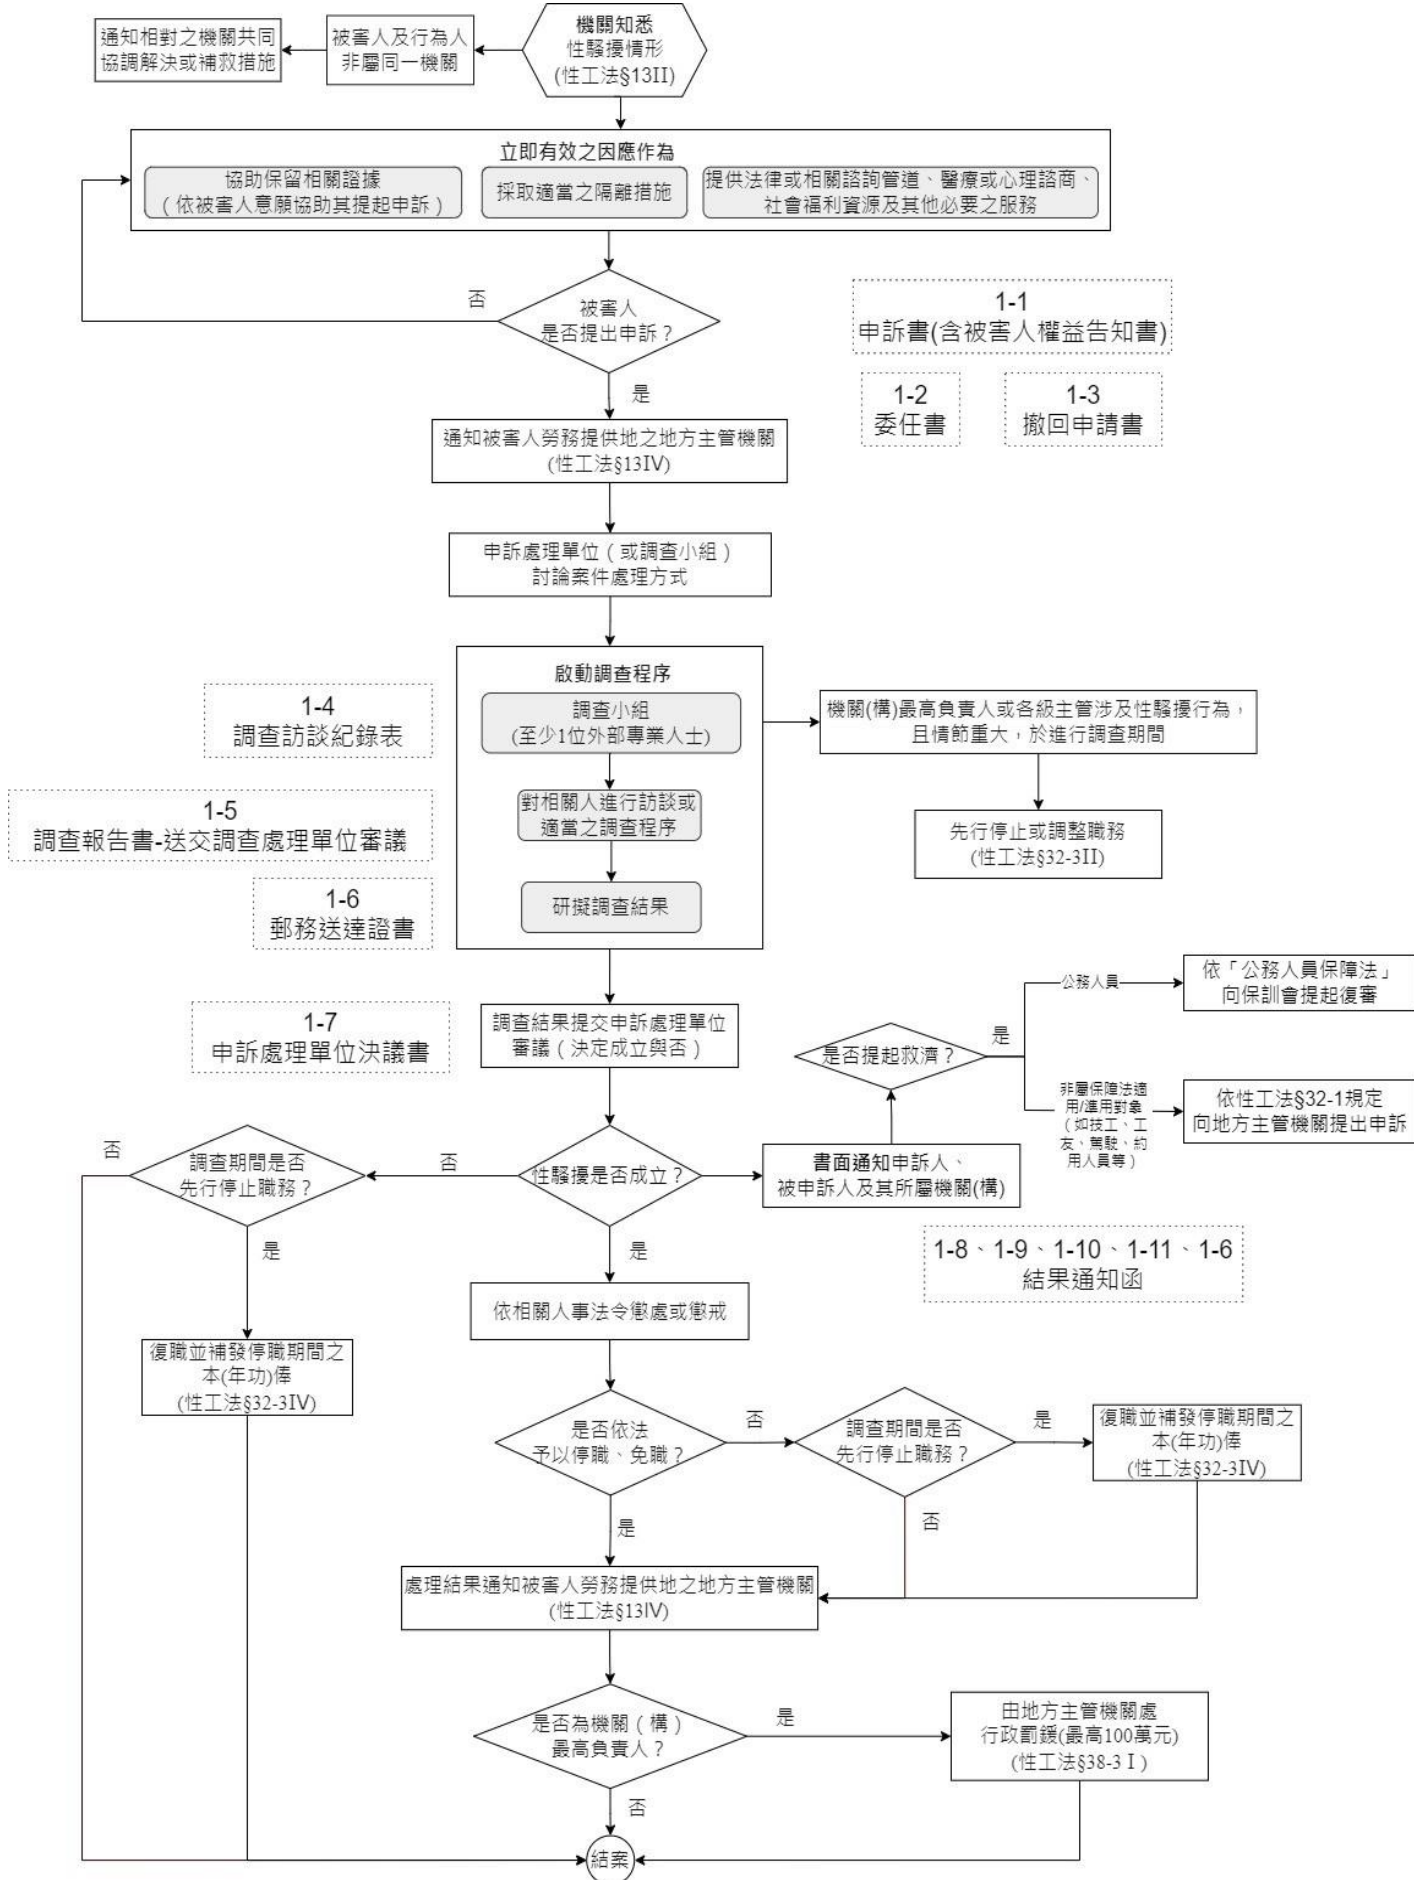 機關知悉
性騷擾情形
(性工法§13II)
被害人及行為人
非屬同一機關
通知相對之機關共同
協調解決或補救措施
立即有效之因應作為
協助保留相關證據
（依被害人意願協助其提起申訴）
採取適當之隔離措施
提供法律或相關諮詢管道、醫療或心理諮商、
社會福利資源及其他必要之服務
被害人
是否提出申訴？
否
是
1-1
申訴書(含被害人權益告知書)
1-2
委任書
1-3
撤回申請書
通知被害人勞務提供地之地方主管機關
(性工法§13IV)
申訴處理單位（或調查小組）
討論案件處理方式
啟動調查程序
調查小組
(至少1位外部專業人士)
對相關人進行訪談或
適當之調查程序
研擬調查結果
1-4
調查訪談紀錄表
1-5
調查報告書-送交調查處理單位審議
1-6
郵務送達證書
機關(構)最高負責人或各級主管涉及性騷擾行為，
且情節重大，於進行調查期間
先行停止或調整職務
(性工法§32-3II)
調查結果提交申訴處理單位
審議（決定成立與否）
1-7
申訴處理單位決議書
是否提起救濟？
是
公務人員
依「公務人員保障法」
向保訓會提起復審
非屬保障法適
用/準用對象
（如技工、工
友、駕駛、約
用人員等）
依性工法§32-1規定
向地方主管機關提出申訴
性騷擾是否成立？
書面通知申訴人、
被申訴人及其所屬機關(構)
1-8、1-9、1-10、1-11、1-6
結果通知函
否
調查期間是否
先行停止職務？
否
是
復職並補發停職期間之
本(年功)俸
(性工法§32-3IV)
是
依相關人事法令懲處或懲戒
是否依法
予以停職、免職？
否
調查期間是否
先行停止職務？
是
復職並補發停職期間之
本(年功)俸
(性工法§32-3IV)
否
是
處理結果通知被害人勞務提供地之地方主管機關
(性工法§13IV)
是否為機關（構）
最高負責人？
是
由地方主管機關處
行政罰鍰(最高100萬元)
(性工法§38-3 I )
否
結案